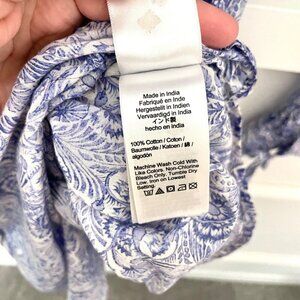 Made in India
Fabriqué en Inde
Hergestellt in Indien
Vervaardigd in India
インド製
hecho en india
100% Cotton / Coton /
Baumwolle / Katoen / 綿 /
algodón
Machine Wash Cold With
Like Colors. Non-Chlorine
Bleach Only. Tumble Dry
Low, Iron on Lowest
Setting